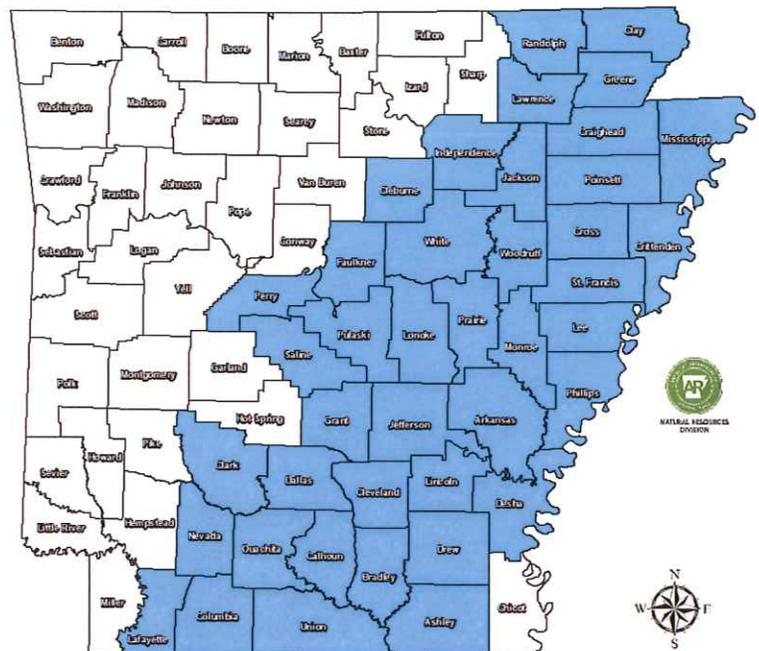 Benton
Carroll
Boone
Marion
Baxter
Fulton
Randolph
Clay
Washington
Madison
Newton
Searcy
Stone
Izard
Sharp
Lawrence
Greene
Craighead
Mississippi
Independence
Jackson
Poinsett
Crawford
Franklin
Johnson
Pope
Van Buren
Cleburne
Sebastian
Logan
Conway
Faulkner
White
Woodruff
Cross
Crittenden
St. Francis
Scott
Yell
Perry
Pulaski
Lonoke
Prairie
Monroe
Lee
Saline
Polk
Montgomery
Garland
Phillips
AR
NATURAL RESOURCES
DIVISION
Hot Spring
Grant
Jefferson
Arkansas
Sevier
Howard
Pike
Clark
Dallas
Cleveland
Lincoln
Desha
Little River
Hempstead
Nevada
Ouachita
Calhoun
Bradley
Drew
Miller
Lafayette
Columbia
Union
Ashley
Chicot
N
W E
S